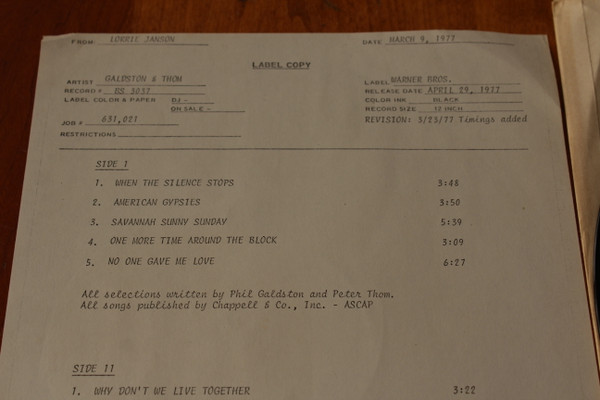 FROM LORRIE JANSON DATE MARCH 9, 1977
LABEL COPY
ARTIST GALDSTON & THOM LABEL WARNER BROS.
RECORD # BS 3037 RELEASE DATE APRIL 29, 1977
LABEL COLOR & PAPER DJ - COLOR INK BLACK
ON SALE - RECORD SIZE 12 INCH
JOB # 631,021 REVISION: 3/23/77 Timings added
RESTRICTIONS
SIDE 1
1. WHEN THE SILENCE STOPS 3:48
2. AMERICAN GYPSIES 3:50
3. SAVANNAH SUNNY SUNDAY 5:39
4. ONE MORE TIME AROUND THE BLOCK 3:09
5. NO ONE GAVE ME LOVE 6:27
All selections written by Phil Galdston and Peter Thom.
All songs published by Chappell & Co., Inc. - ASCAP
SIDE 11
1. WHY DON'T WE LIVE TOGETHER 3:22